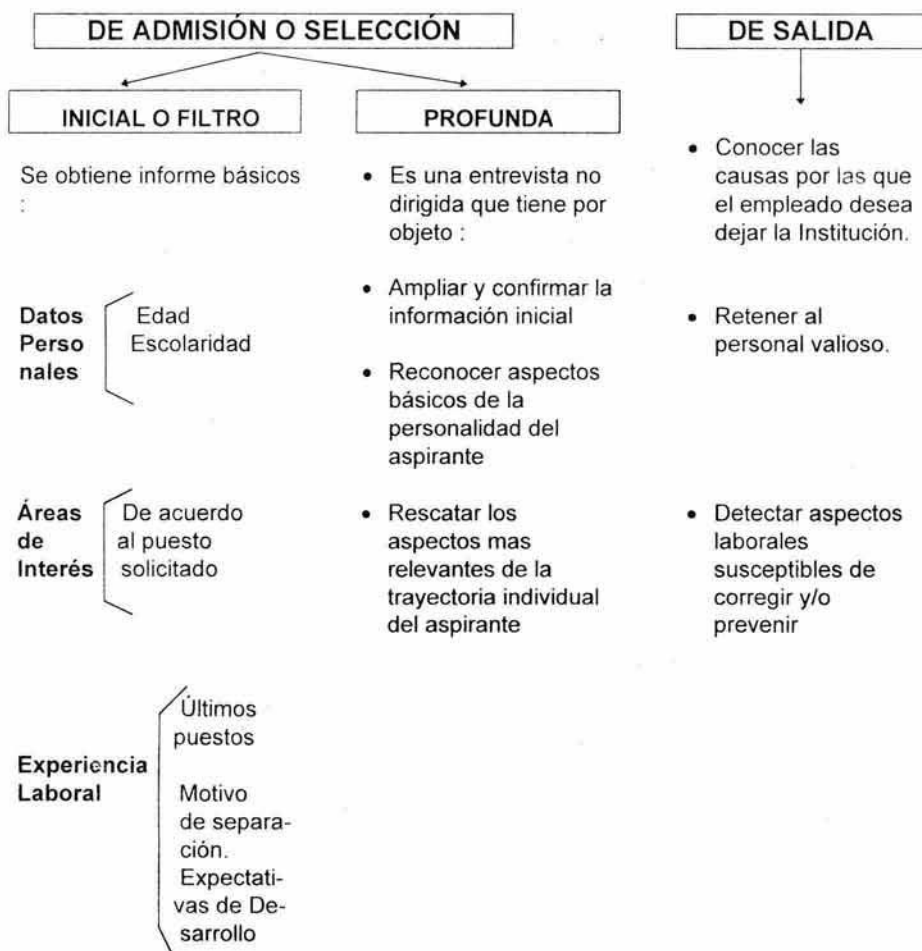 DE ADMISIÓN O SELECCIÓN
INICIAL O FILTRO
Se obtiene informe básicos
:
Datos
Perso
nales
Edad
Escolaridad
Áreas
de
Interés
De acuerdo
al puesto
solicitado
Experiencia
Laboral
Últimos
puestos
Motivo
de separa-
ción.
Expectati-
vas de De-
sarrollo
PROFUNDA
• Es una entrevista no
dirigida que tiene por
objeto :
• Ampliar y confirmar la
información inicial
• Reconocer aspectos
básicos de la
personalidad del
aspirante
• Rescatar los
aspectos mas
relevantes de la
trayectoria individual
del aspirante
DE SALIDA
• Conocer las
causas por las que
el empleado desea
dejar la Institución.
• Retener al
personal valioso.
• Detectar aspectos
laborales
susceptibles de
corregir y/o
prevenir